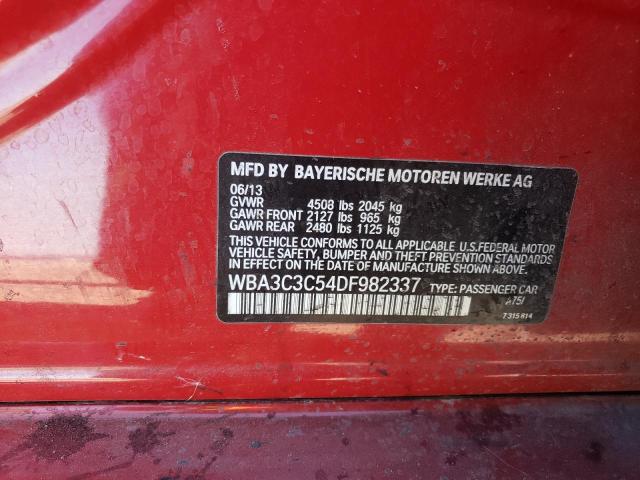 MFD BY BAYERISCHE MOTOREN WERKE AG
06/13
GVWR 4508 lbs 2045 kg
GAWR FRONT 2127 lbs 965 kg
GAWR REAR 2480 lbs 1125 kg
THIS VEHICLE CONFORMS TO ALL APPLICABLE U.S.FEDERAL MOTOR
VEHICLE SAFETY, BUMPER AND THEFT PREVENTION STANDARDS
IN EFFECT ON THE DATE OF MANUFACTURE SHOWN ABOVE.
WBA3C3C54DF982337 TYPE: PASSENGER CAR
A75/
7315814